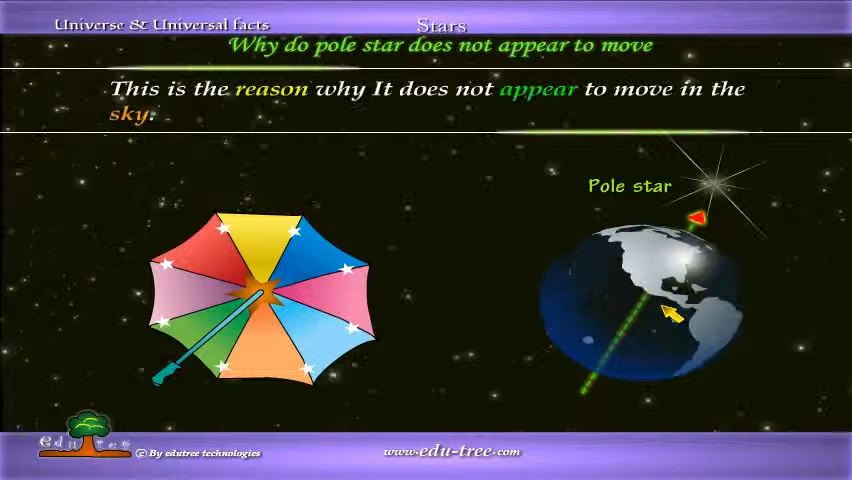 Universe & Universal facts
Stars
Why do pole star does not appear to move
This is the reason why It does not appear to move in the
sky.
Pole star
edutree
© By edutree technologies
www.edu-tree.com